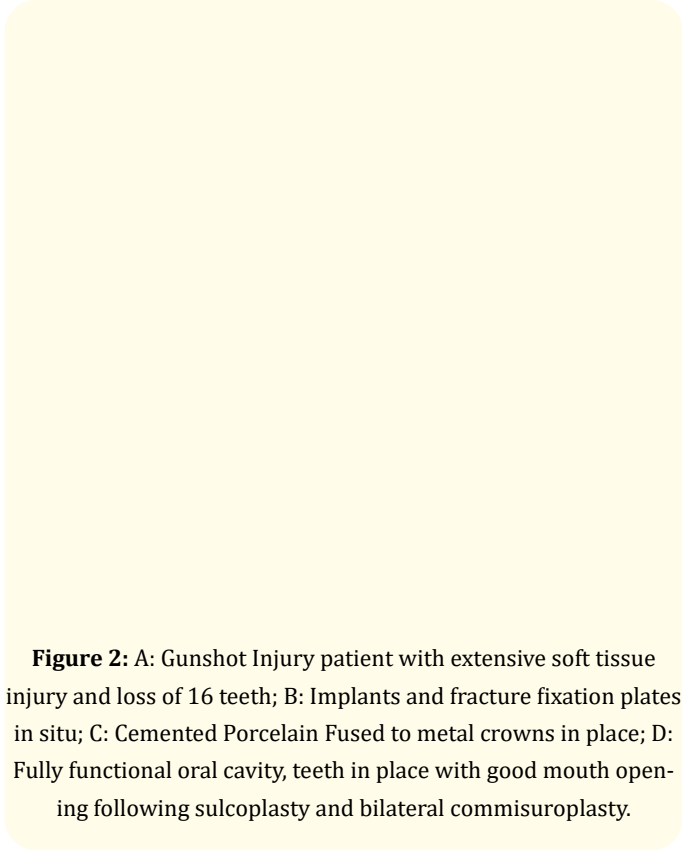 Figure 2: A: Gunshot Injury patient with extensive soft tissue
injury and loss of 16 teeth; B: Implants and fracture fixation plates
in situ; C: Cemented Porcelain Fused to metal crowns in place; D:
Fully functional oral cavity, teeth in place with good mouth open-
ing following sulcoplasty and bilateral commisuroplasty.